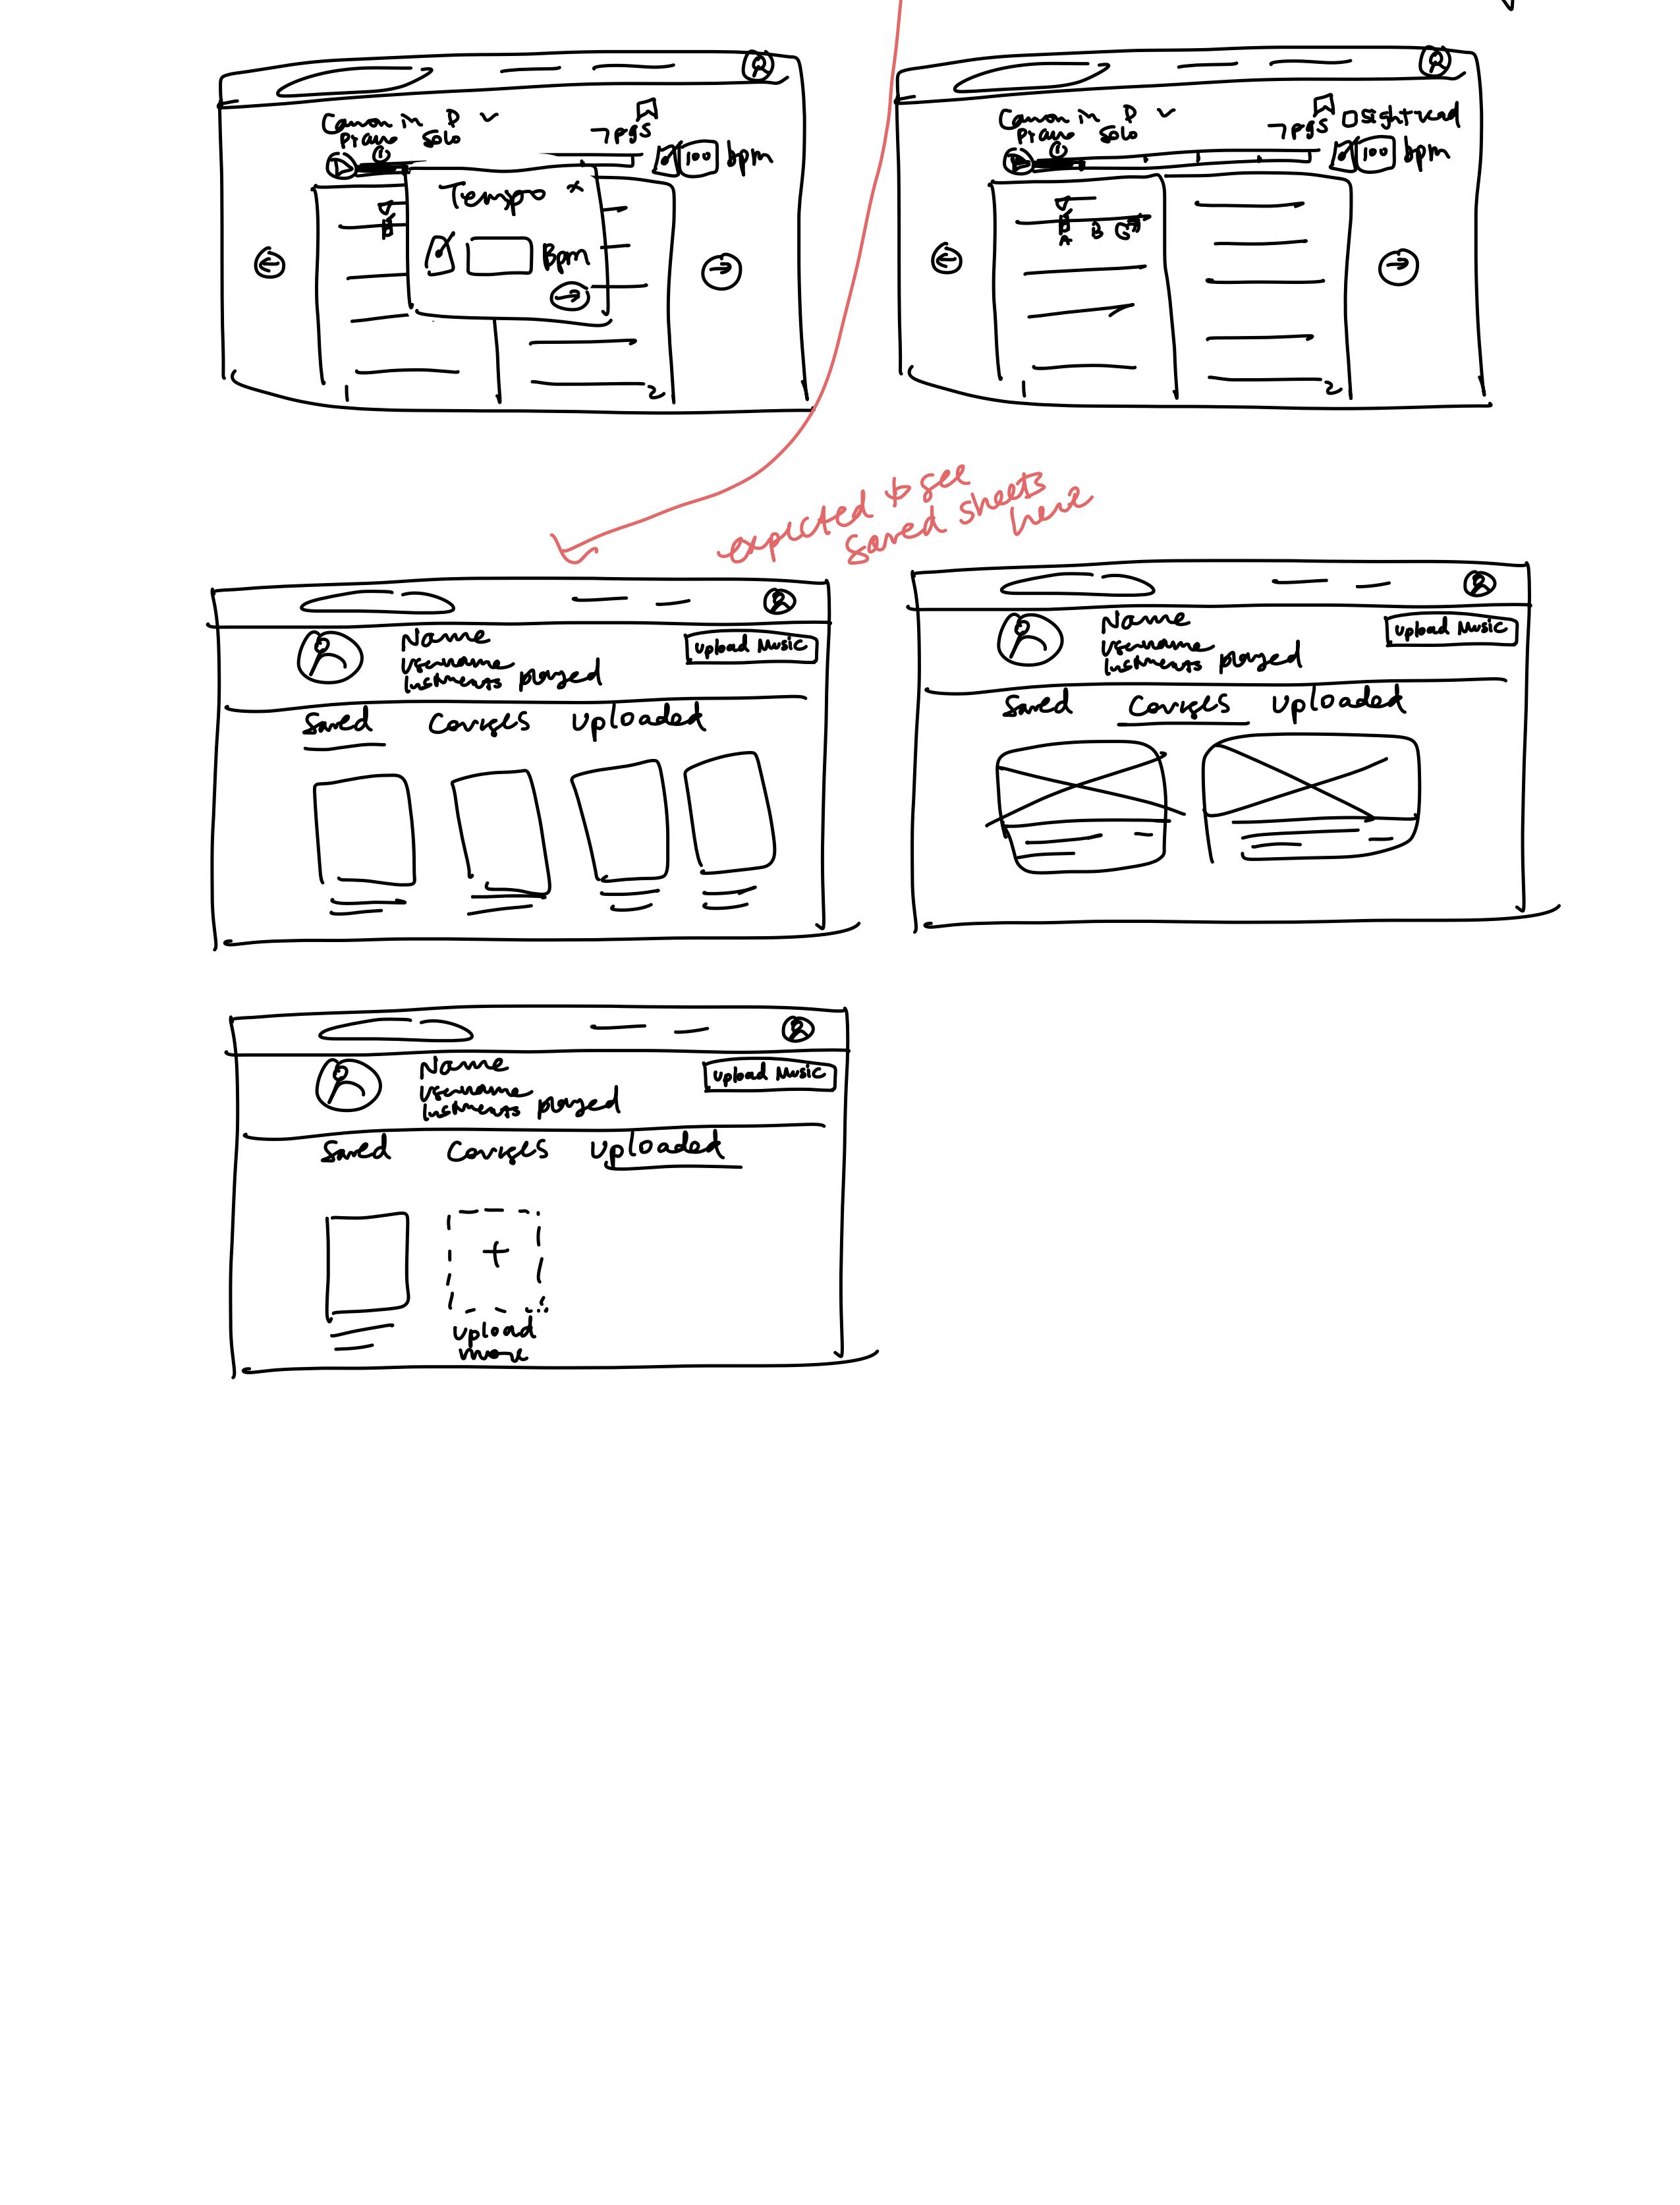 Canon in D
Piano Solo
7 pgs
100 bpm
Tempo x
Bpm
1
2
Canon in D
Piano Solo
7 pgs
sightread
100 bpm
A B G
1
2
expected to see
saved sheets
here
Name
Username
Instruments played
Upload Music
Saved Courses Uploaded
Name
Username
Instruments played
Upload Music
Saved Courses Uploaded
Name
Username
Instruments played
Upload Music
Saved Courses Uploaded
+
Upload
more